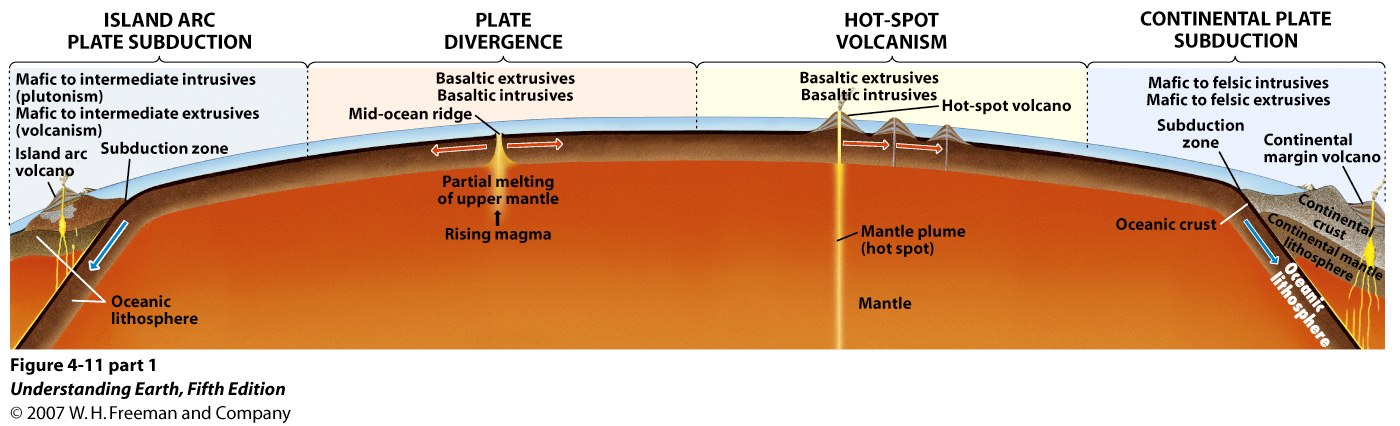 ISLAND ARC
PLATE SUBDUCTION
PLATE
DIVERGENCE
HOT-SPOT
VOLCANISM
CONTINENTAL PLATE
SUBDUCTION
Mafic to intermediate intrusives
(plutonism)
Mafic to intermediate extrusives
(volcanism)
Island arc
volcano
Subduction zone
Oceanic
lithosphere
Basaltic extrusives
Basaltic intrusives
Mid-ocean ridge
Partial melting
of upper mantle
Rising magma
Basaltic extrusives
Basaltic intrusives
Hot-spot volcano
Mantle plume
(hot spot)
Mantle
Mafic to felsic intrusives
Mafic to felsic extrusives
Subduction
zone
Continental
margin volcano
Oceanic crust
Continental
crust
Continental mantle
lithosphere
Oceanic
lithosphere
Figure 4-11 part 1
Understanding Earth, Fifth Edition
© 2007 W. H. Freeman and Company